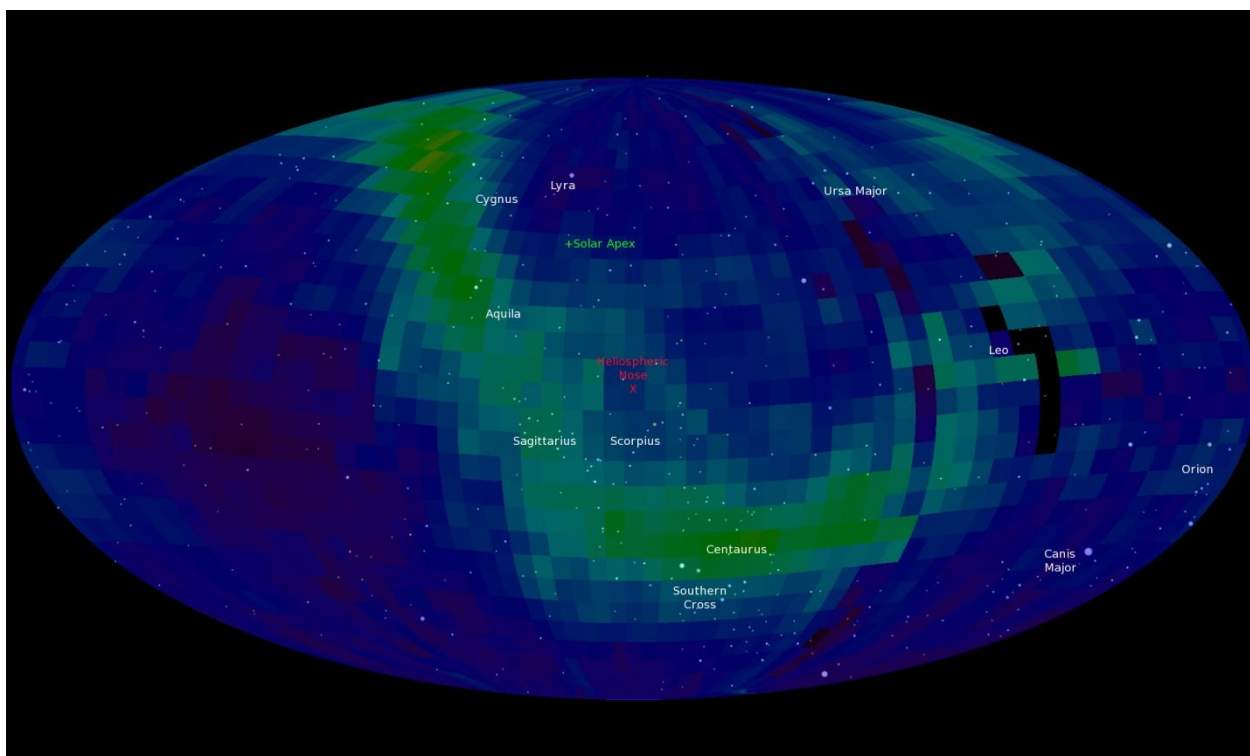 Lyra
Ursa Major
Cygnus
+Solar Apex
Aquila
Leo
Heliospheric
Nose
X
Sagittarius
Scorpius
Orion
Centaurus
Canis
Major
Southern
Cross